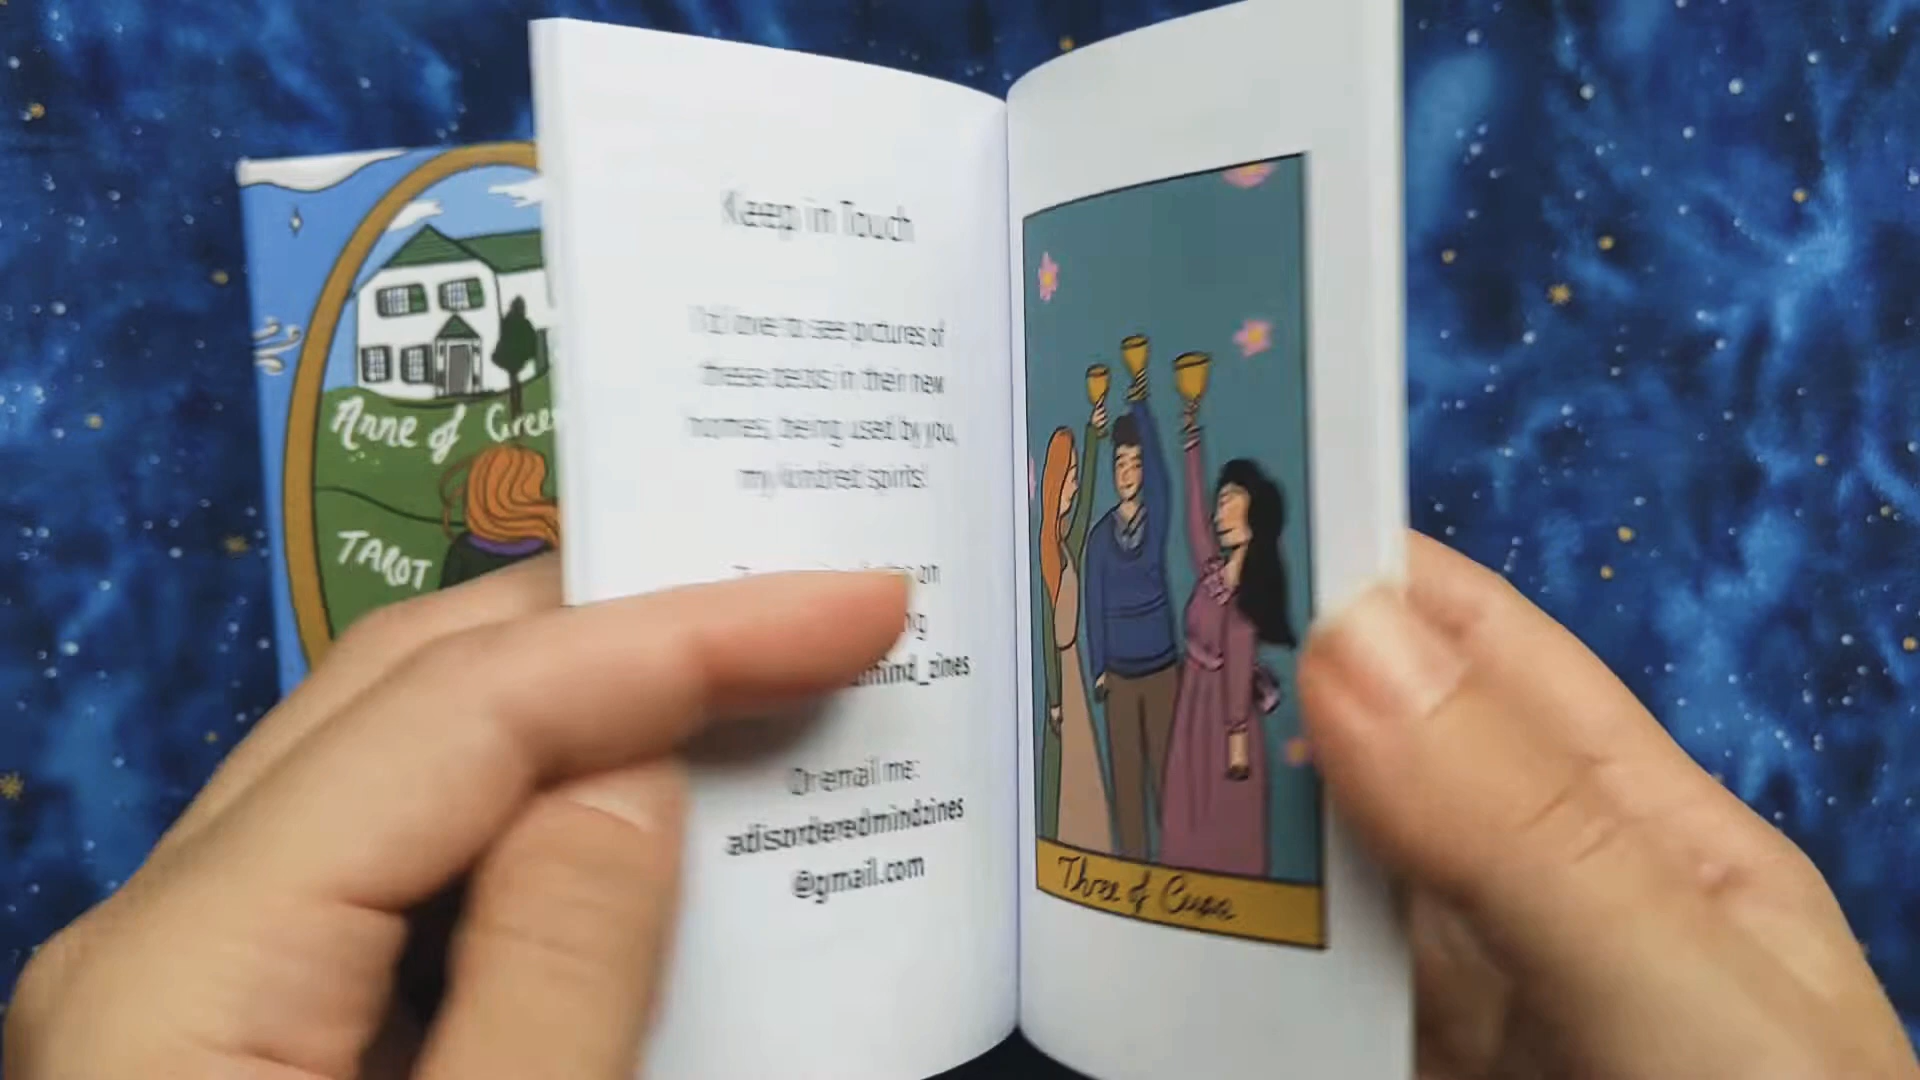 Anne of Gree
TAROT
Keep in Touch
I'd love to see pictures of
these decks in their new
homes, being used by you,
my kindred spirits!
on
mind_zines
Or email me:
adisorderedmindzines
@gmail.com
Three of Cups